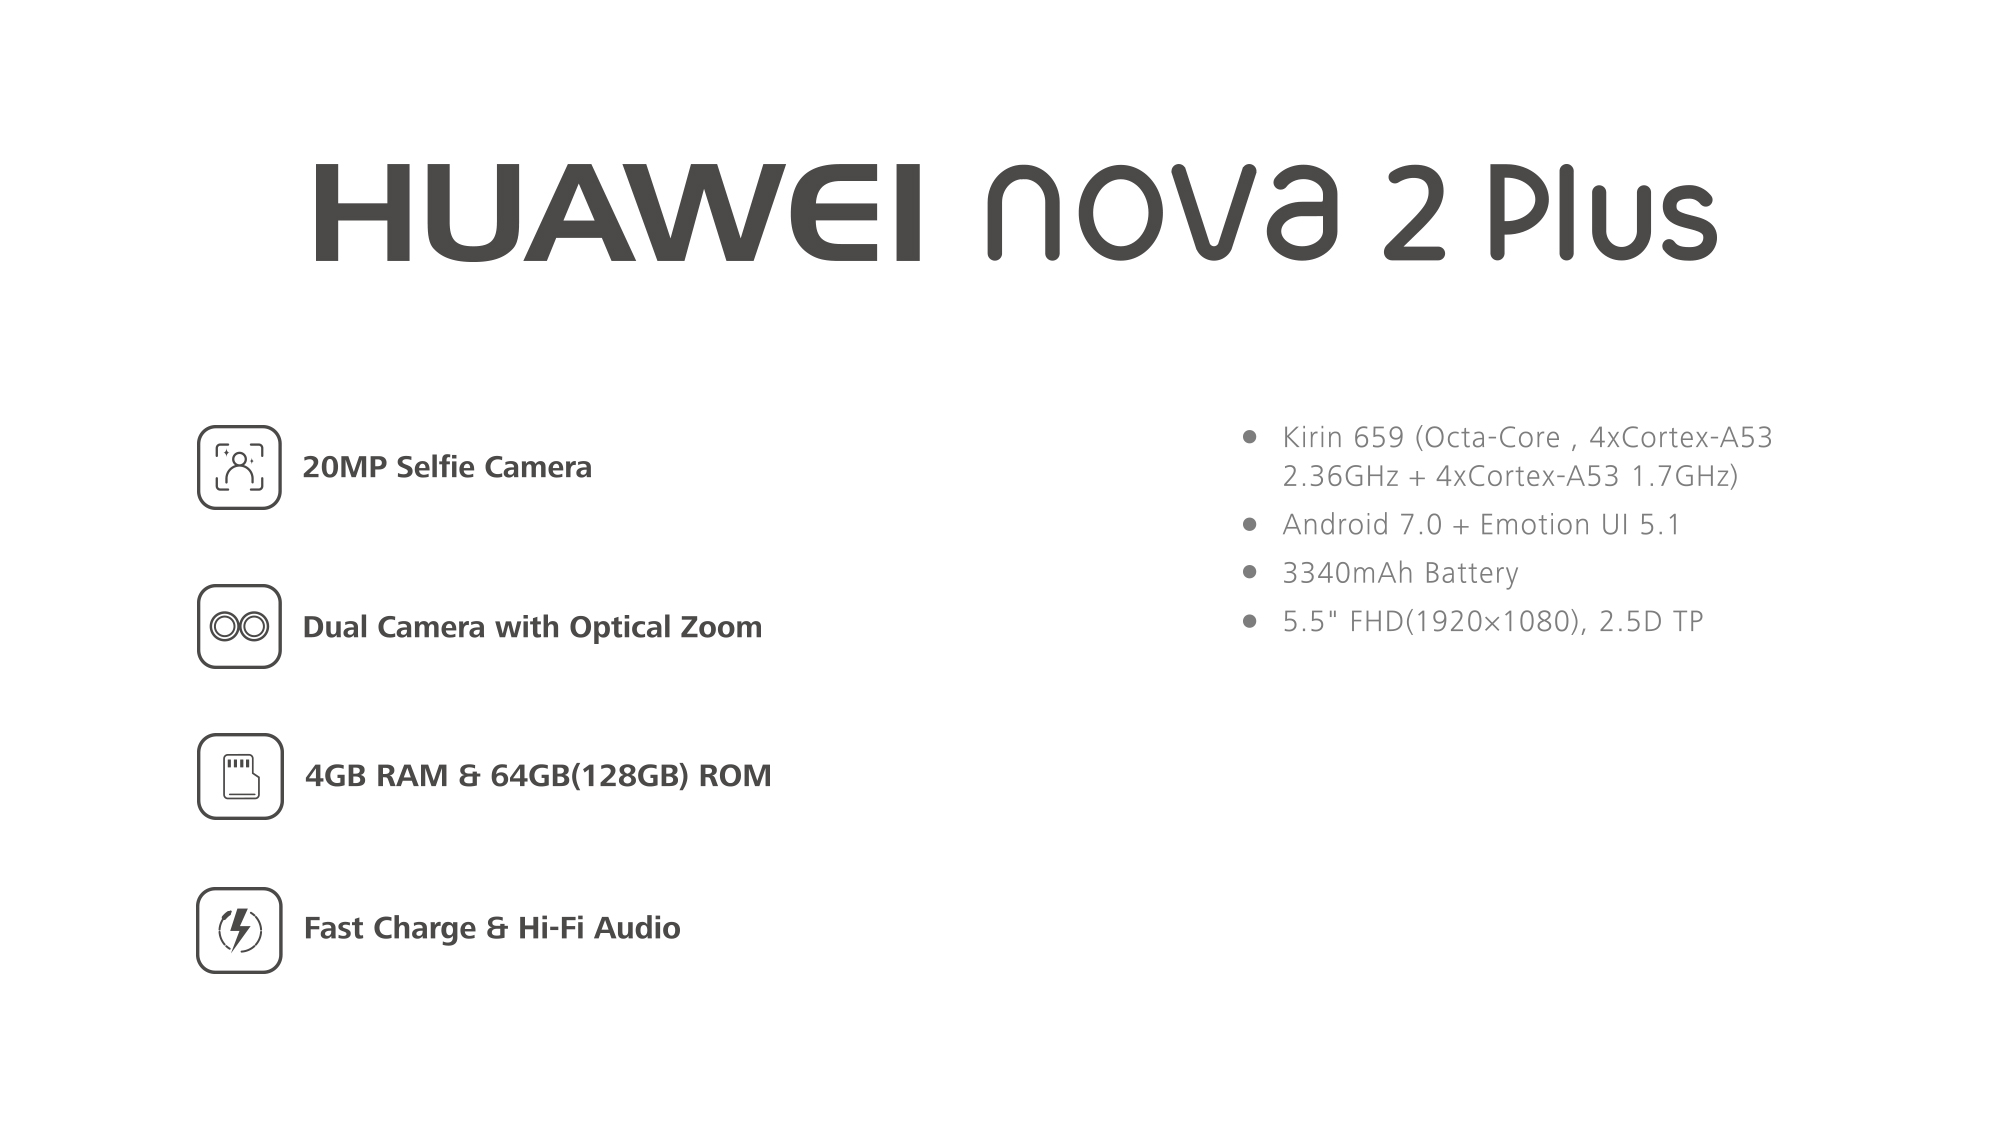 HUAWEI nova 2 Plus
20MP Selfie Camera
Dual Camera with Optical Zoom
4GB RAM & 64GB(128GB) ROM
Fast Charge & Hi-Fi Audio
• Kirin 659 (Octa-Core , 4xCortex-A53
2.36GHz + 4xCortex-A53 1.7GHz)
• Android 7.0 + Emotion UI 5.1
• 3340mAh Battery
• 5.5" FHD(1920×1080), 2.5D TP